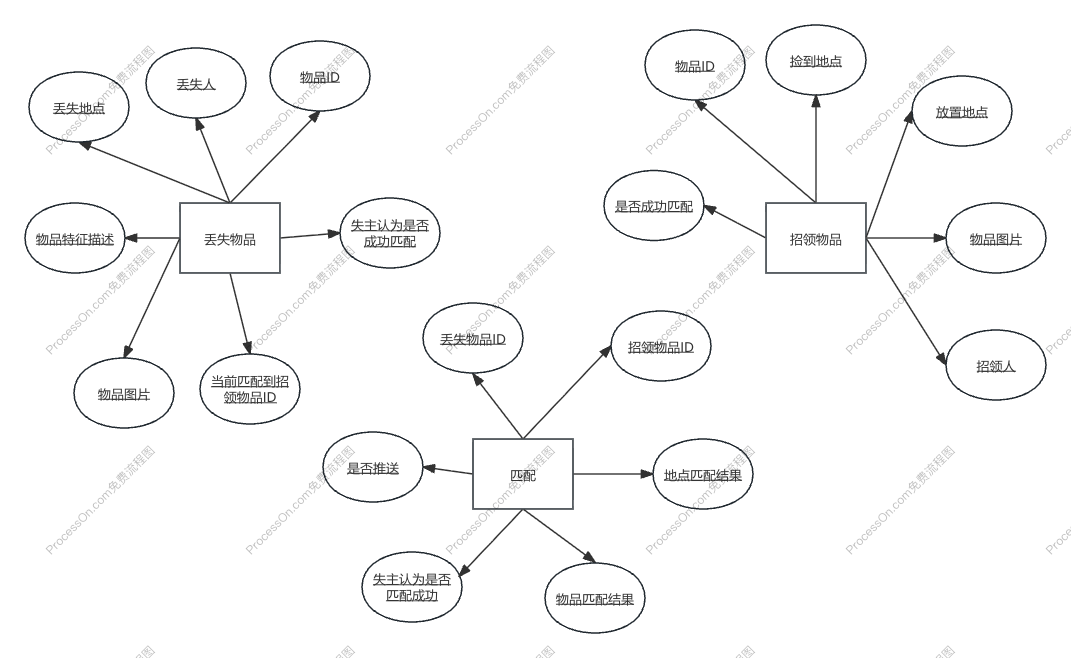 丢失地点
丢失人
物品ID
物品特征描述
丢失物品
失主认为是否
成功匹配
物品图片
当前匹配到招
领物品ID
物品ID
捡到地点
放置地点
是否成功匹配
招领物品
物品图片
招领人
丢失物品ID
招领物品ID
是否推送
匹配
地点匹配结果
失主认为是否
匹配成功
物品匹配结果
ProcessOn.com免费流程图